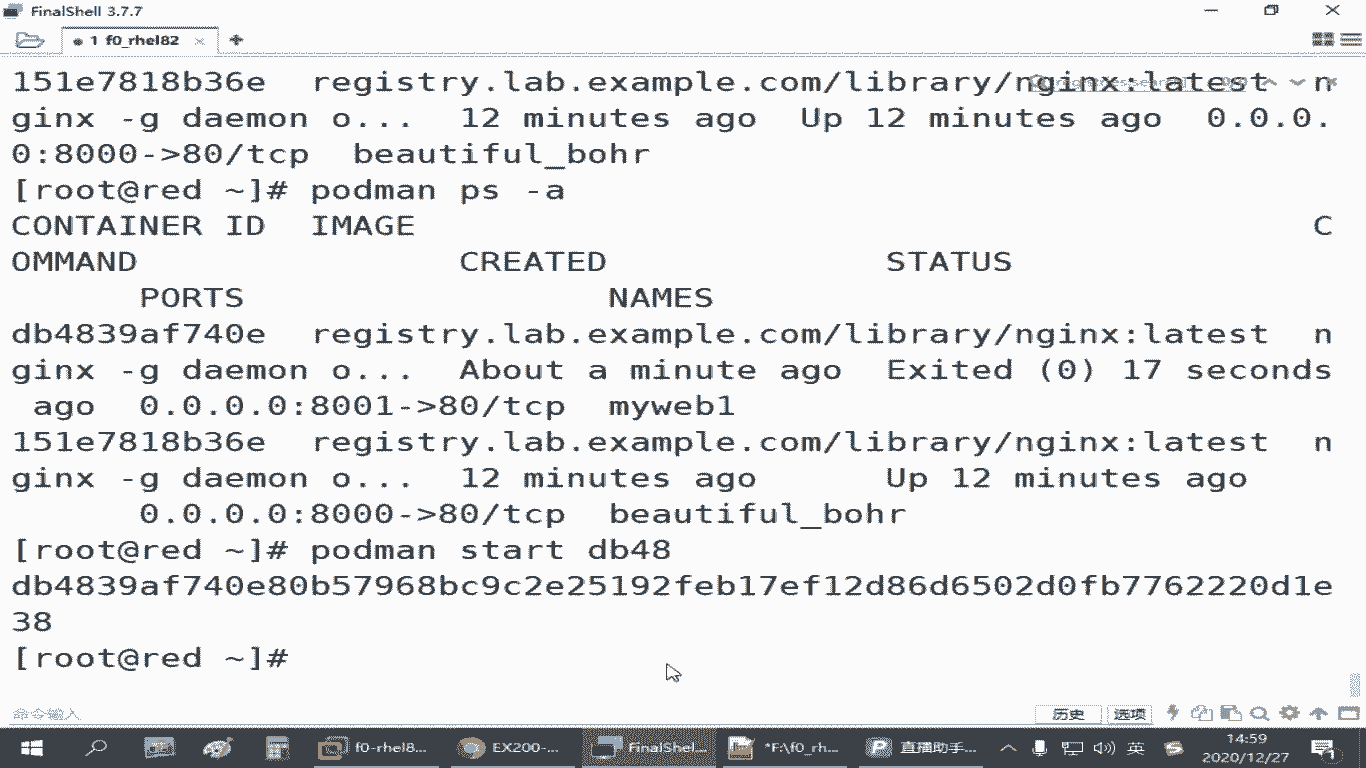 FinalShell 3.7.7
1 f0_rhel82
151e7818b36e registry.lab.example.com/library/nginx:latest n
ginx -g daemon o... 12 minutes ago Up 12 minutes ago 0.0.0.
0:8000->80/tcp beautiful_bohr
[root@red ~]# podman ps -a
CONTAINER ID IMAGE C
OMMAND CREATED STATUS
PORTS NAMES
db4839af740e registry.lab.example.com/library/nginx:latest n
ginx -g daemon o... About a minute ago Exited (0) 17 seconds
ago 0.0.0.0:8001->80/tcp myweb1
151e7818b36e registry.lab.example.com/library/nginx:latest n
ginx -g daemon o... 12 minutes ago Up 12 minutes ago
0.0.0.0:8000->80/tcp beautiful_bohr
[root@red ~]# podman start db48
db4839af740e80b57968bc9c2e25192feb17ef12d86d6502d0fb7762220d1e
38
[root@red ~]#
命令输入
历史 选项
f0-rhel8... EX200-... FinalShel... *F:\f0_rh... 直播助手... 英 14:59
2020/12/27